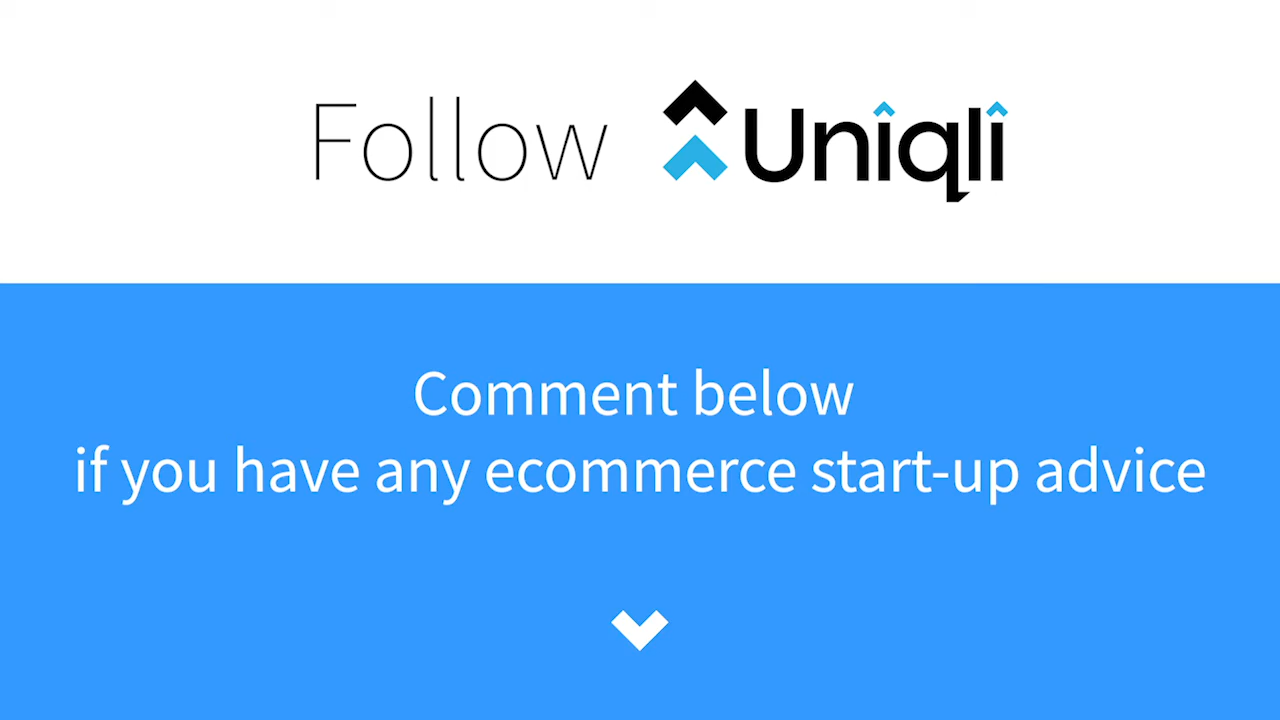 Follow Uniqli
Comment below
if you have any ecommerce start-up advice